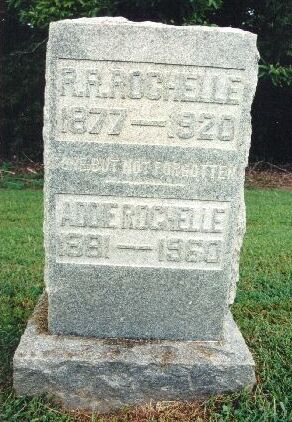 R.R. ROCHELLE
1877 — 1920
GONE BUT NOT FORGOTTEN
ADDIE ROCHELLE
1881 — 1960